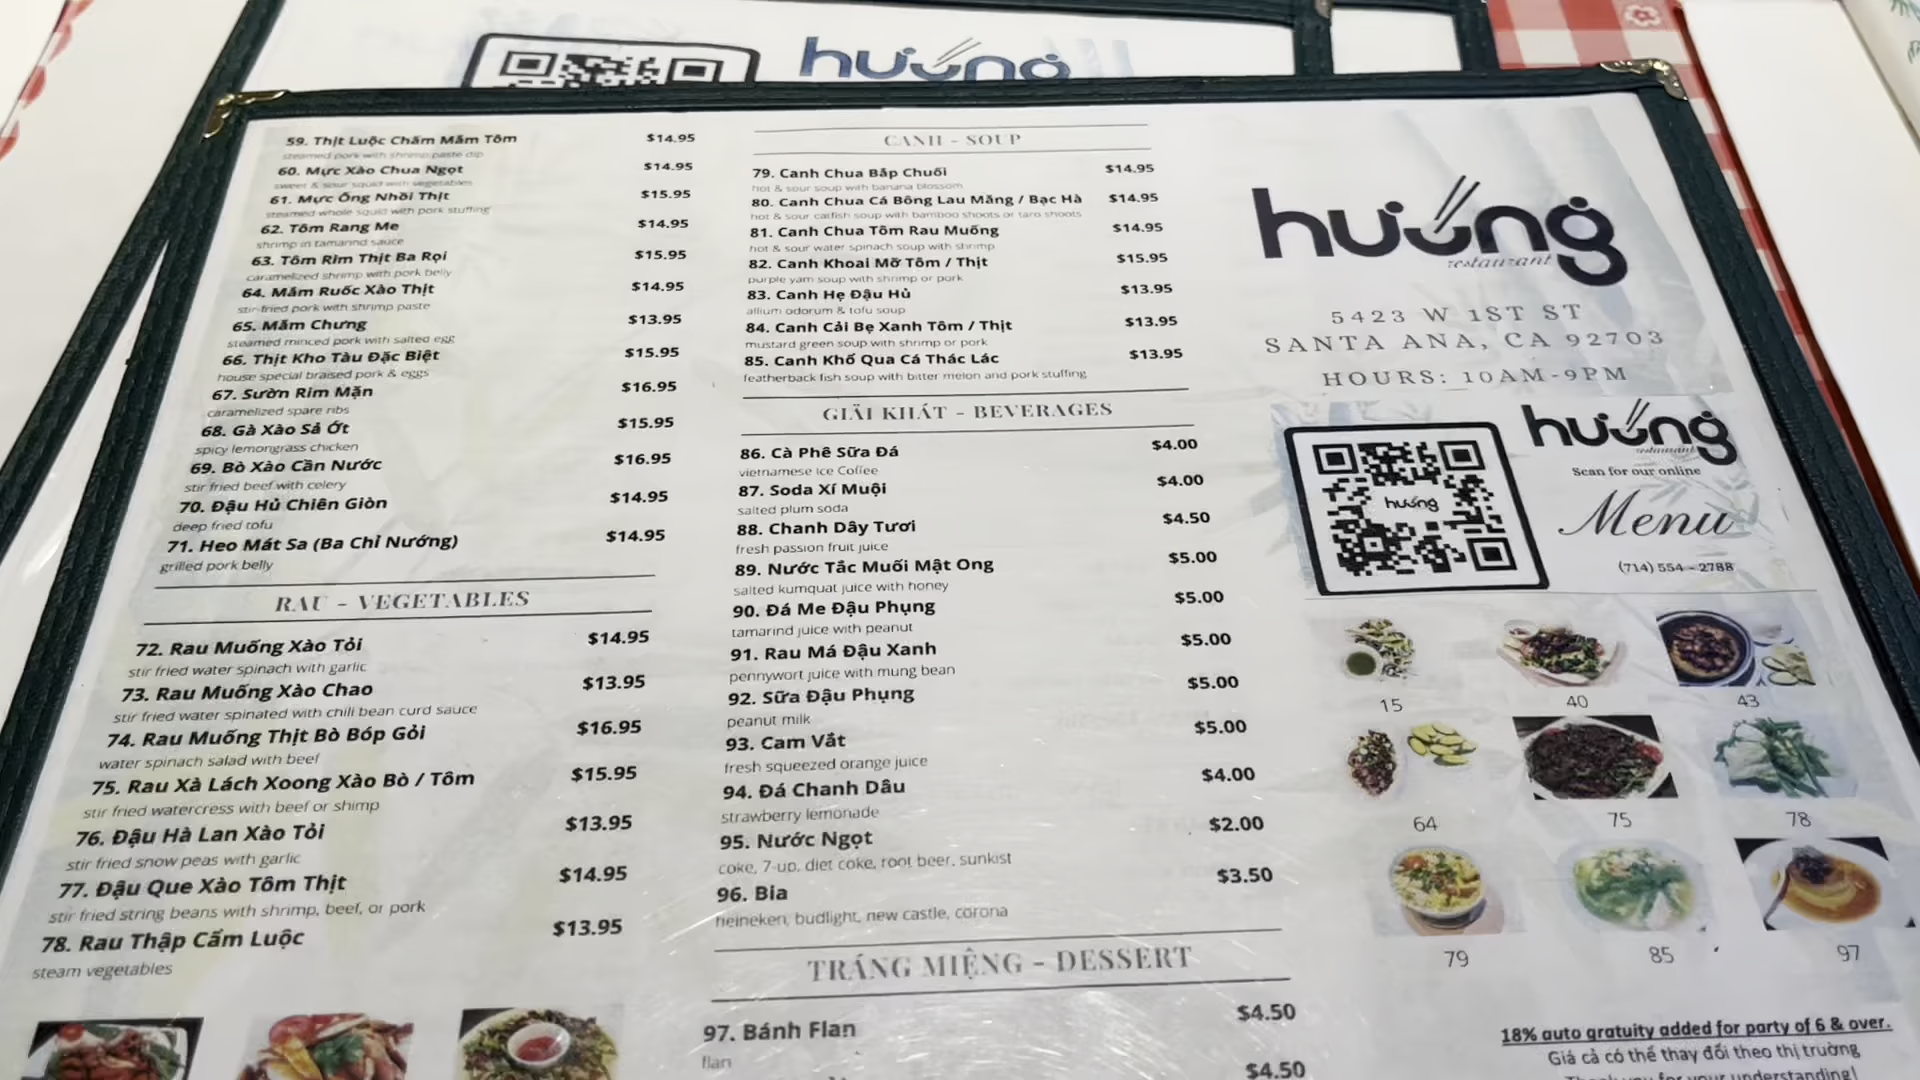 hương
59. Thịt Luộc Chấm Mắm Tôm $14.95
steamed pork with shrimp paste dip
60. Mực Xào Chua Ngọt $14.95
sweet & sour squid with vegetables
61. Mực Ống Nhồi Thịt $15.95
steamed whole squid with pork stuffing
62. Tôm Rang Me $14.95
shrimp in tamarind sauce
63. Tôm Rim Thịt Ba Rọi $15.95
caramelized shrimp with pork belly
64. Mắm Ruốc Xào Thịt $14.95
stir-fried pork with shrimp paste
65. Mắm Chưng $13.95
steamed minced pork with salted egg
66. Thịt Kho Tàu Đặc Biệt $15.95
house special braised pork & eggs
67. Sườn Rim Mặn $16.95
caramelized spare ribs
68. Gà Xào Sả Ớt $15.95
spicy lemongrass chicken
69. Bò Xào Cần Nước $16.95
stir fried beef with celery
70. Đậu Hủ Chiên Giòn $14.95
deep fried tofu
71. Heo Mát Sa (Ba Chỉ Nướng) $14.95
grilled pork belly
RAU - VEGETABLES
72. Rau Muống Xào Tỏi $14.95
stir fried water spinach with garlic
73. Rau Muống Xào Chao $13.95
stir fried water spinated with chili bean curd sauce
74. Rau Muống Thịt Bò Bóp Gỏi $16.95
water spinach salad with beef
75. Rau Xà Lách Xoong Xào Bò / Tôm $15.95
stir fried watercress with beef or shimp
76. Đậu Hà Lan Xào Tỏi $13.95
stir fried snow peas with garlic
77. Đậu Que Xào Tôm Thịt $14.95
stir fried string beans with shrimp, beef, or pork
78. Rau Thập Cẩm Luộc $13.95
steam vegetables
CANH - SOUP
79. Canh Chua Bắp Chuối $14.95
hot & sour soup with banana blossom
80. Canh Chua Cá Bông Lau Măng / Bạc Hà $14.95
hot & sour catfish soup with bamboo shoots or taro shoots
81. Canh Chua Tôm Rau Muống $14.95
hot & sour water spinach soup with shrimp
82. Canh Khoai Mỡ Tôm / Thịt $15.95
purple yam soup with shrimp or pork
83. Canh Hẹ Đậu Hủ $13.95
allium odorum & tofu soup
84. Canh Cải Bẹ Xanh Tôm / Thịt $13.95
mustard green soup with shrimp or pork
85. Canh Khổ Qua Cá Thác Lác $13.95
featherback fish soup with bitter melon and pork stuffing
GIẢI KHÁT - BEVERAGES
86. Cà Phê Sữa Đá $4.00
vietnamese Ice Coffee
87. Soda Xí Muội $4.00
salted plum soda
88. Chanh Dây Tươi $4.50
fresh passion fruit juice
89. Nước Tắc Muối Mật Ong $5.00
salted kumquat juice with honey
90. Đá Me Đậu Phụng $5.00
tamarind juice with peanut
91. Rau Má Đậu Xanh $5.00
pennywort juice with mung bean
92. Sữa Đậu Phụng $5.00
peanut milk
93. Cam Vắt $5.00
fresh squeezed orange juice
94. Đá Chanh Dâu $4.00
strawberry lemonade
95. Nước Ngọt $2.00
coke, 7-up, diet coke, root beer, sunkist
96. Bia $3.50
heineken, budlight, new castle, corona
TRÁNG MIỆNG - DESSERT
97. Bánh Flan $4.50
flan
$4.50
hương
restaurant
5423 W 1ST ST
SANTA ANA, CA 92703
HOURS: 10AM-9PM
hương
hương
restaurant
Scan for our online
Menu
(714) 554 - 2788
15 40 43
64 75 78
79 85 97
18% auto gratuity added for party of 6 & over.
Giá cả có thể thay đổi theo thị trường
Thank you for your understanding!